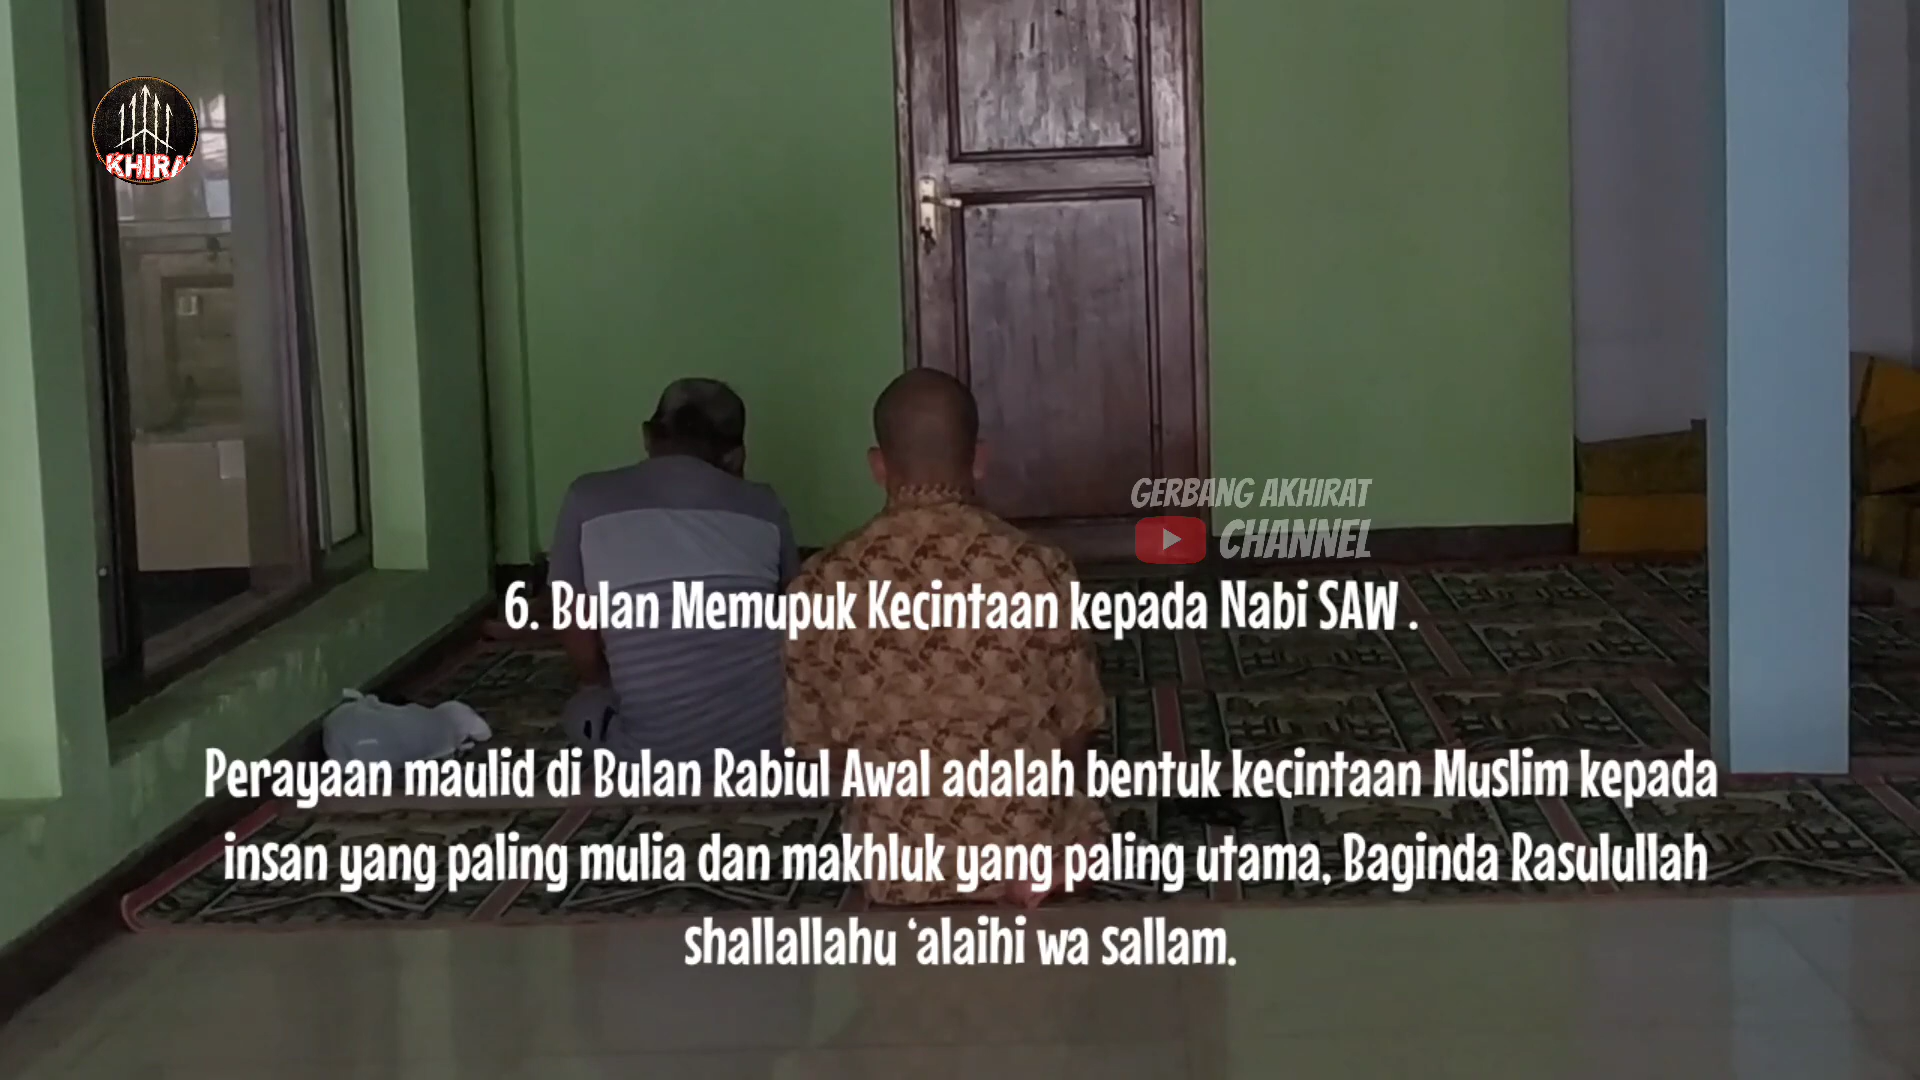 KHIRA
GERBANG AKHIRAT
CHANNEL
6. Bulan Memupuk Kecintaan kepada Nabi SAW .
Perayaan maulid di Bulan Rabiul Awal adalah bentuk kecintaan Muslim kepada
insan yang paling mulia dan makhluk yang paling utama, Baginda Rasulullah
shallallahu ‘alaihi wa sallam.